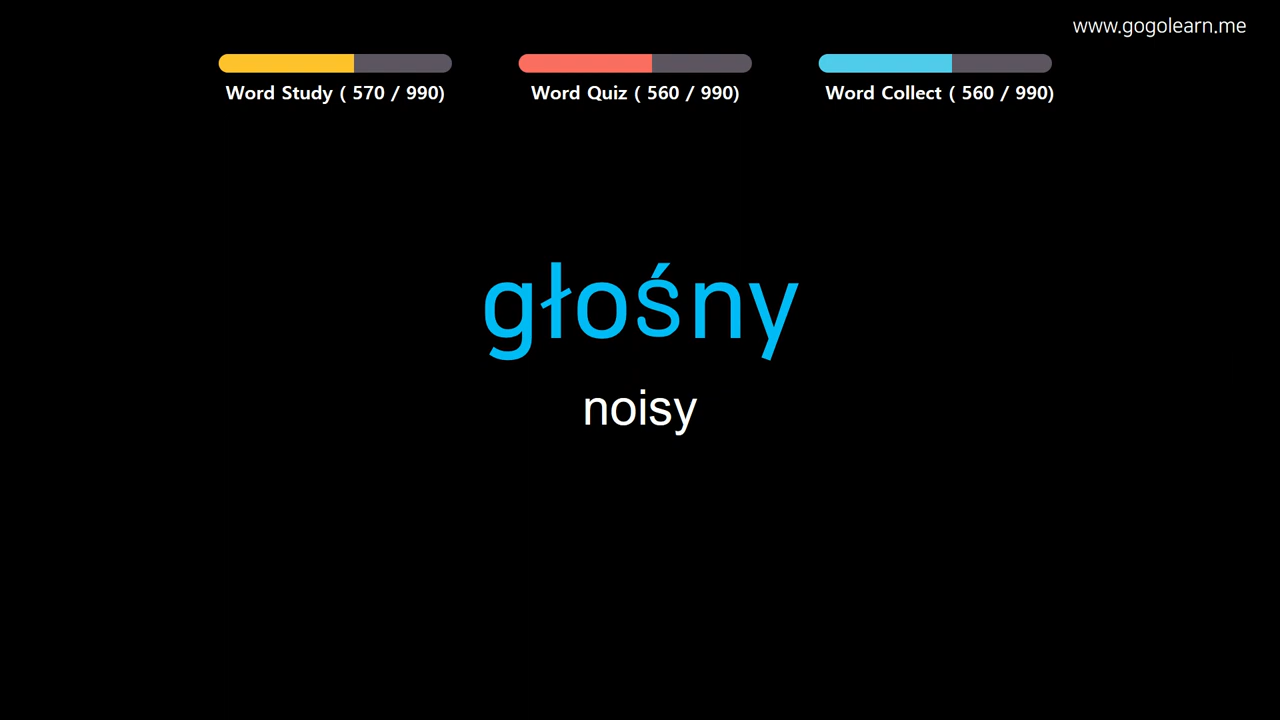 www.gogolearn.me
Word Study ( 570 / 990)
Word Quiz ( 560 / 990)
Word Collect ( 560 / 990)
głośny
noisy